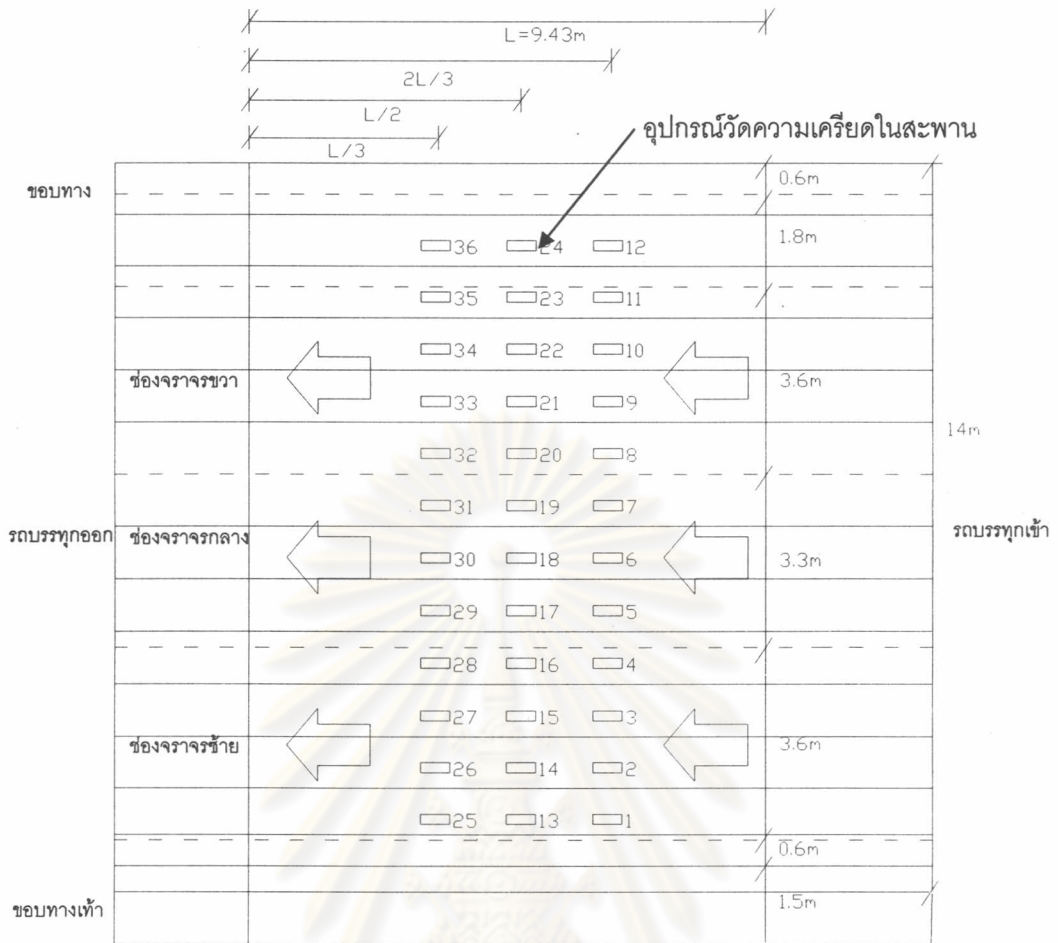 L=9.43m
2L/3
L/2
L/3
อุปกรณ์วัดความเครียดในสะพาน
ขอบทาง
0.6m
1.8m
36 24 12
35 23 11
34 22 10
ช่องจราจรขวา
3.6m
33 21 9
14m
32 20 8
31 19 7
รถบรรทุกออก ช่องจราจรกลาง
รถบรรทุกเข้า
30 18 6
3.3m
29 17 5
28 16 4
27 15 3
ช่องจราจรซ้าย
3.6m
26 14 2
25 13 1
0.6m
ขอบทางเท้า
1.5m